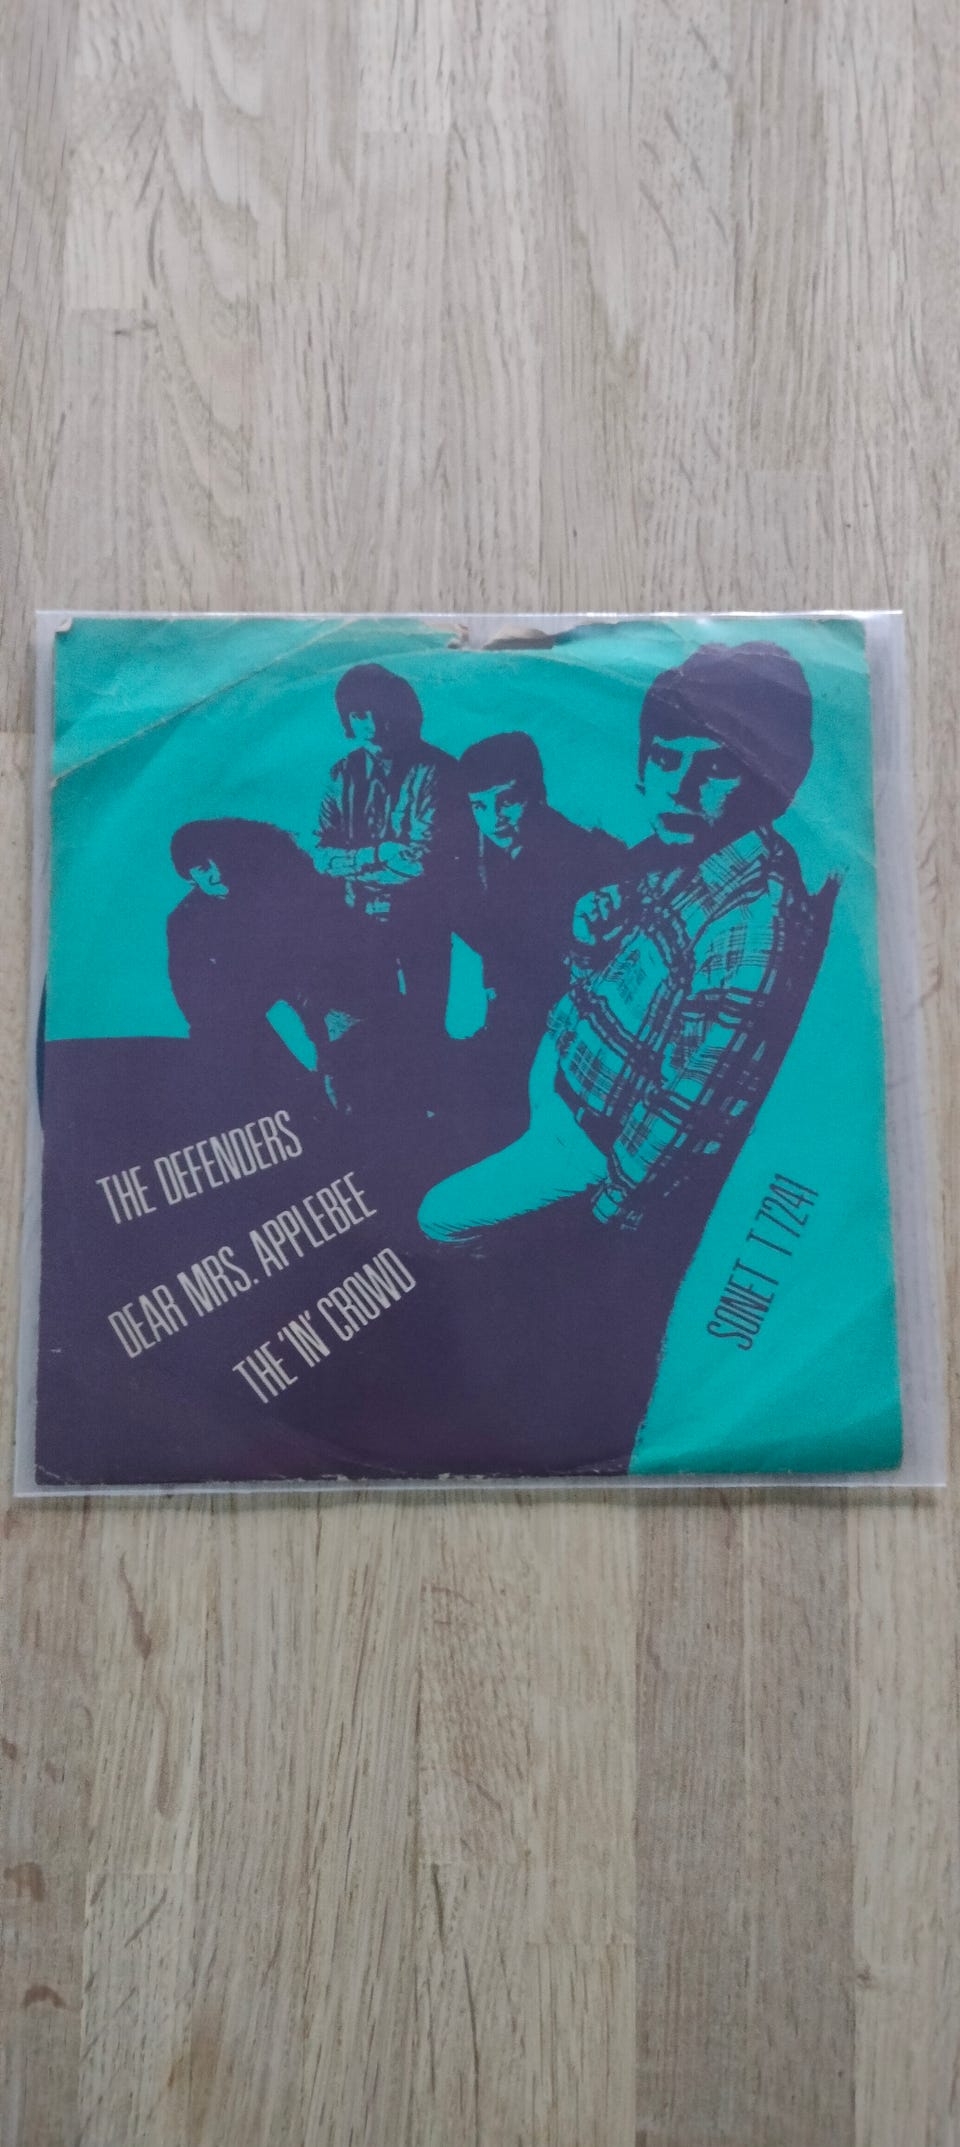 THE DEFENDERS
DEAR MRS. APPLEBEE
THE 'IN' CROWD
SONET T 7241